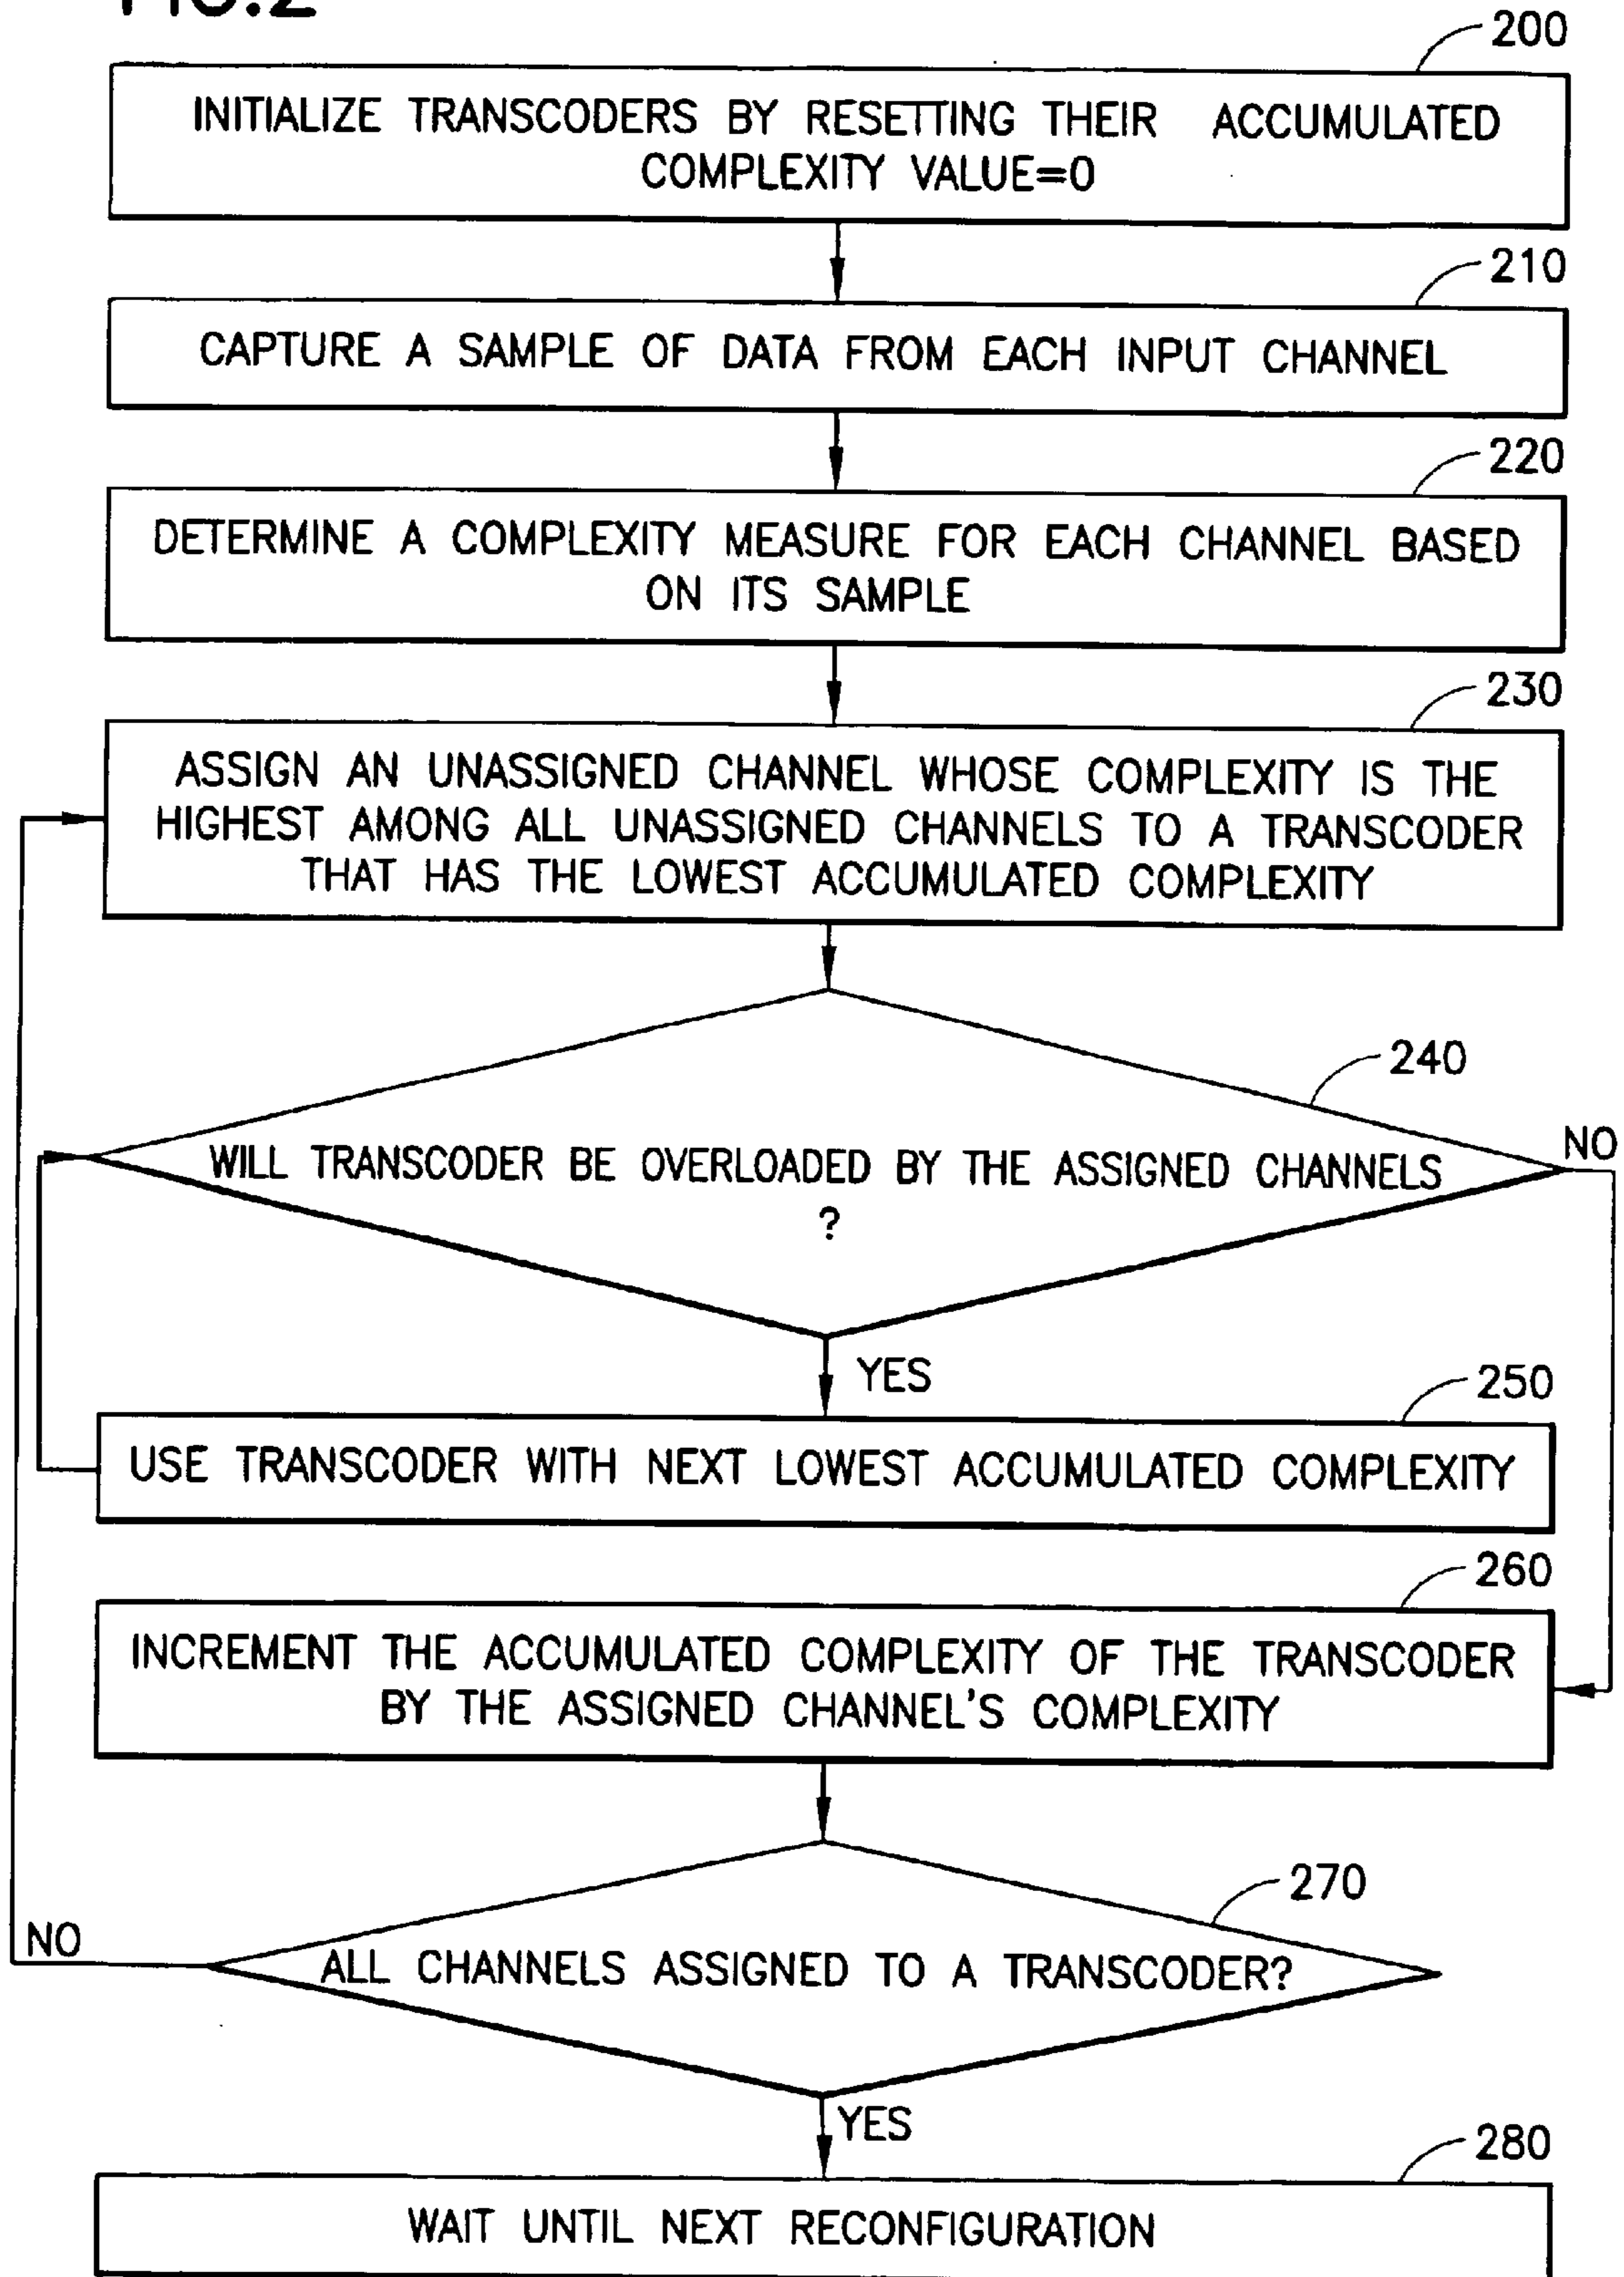 FIG.2
200
INITIALIZE TRANSCODERS BY RESETTING THEIR ACCUMULATED
COMPLEXITY VALUE=0
210
CAPTURE A SAMPLE OF DATA FROM EACH INPUT CHANNEL
220
DETERMINE A COMPLEXITY MEASURE FOR EACH CHANNEL BASED
ON ITS SAMPLE
230
ASSIGN AN UNASSIGNED CHANNEL WHOSE COMPLEXITY IS THE
HIGHEST AMONG ALL UNASSIGNED CHANNELS TO A TRANSCODER
THAT HAS THE LOWEST ACCUMULATED COMPLEXITY
240
NO
WILL TRANSCODER BE OVERLOADED BY THE ASSIGNED CHANNELS
?
YES
250
USE TRANSCODER WITH NEXT LOWEST ACCUMULATED COMPLEXITY
260
INCREMENT THE ACCUMULATED COMPLEXITY OF THE TRANSCODER
BY THE ASSIGNED CHANNEL'S COMPLEXITY
270
NO
ALL CHANNELS ASSIGNED TO A TRANSCODER?
YES
280
WAIT UNTIL NEXT RECONFIGURATION